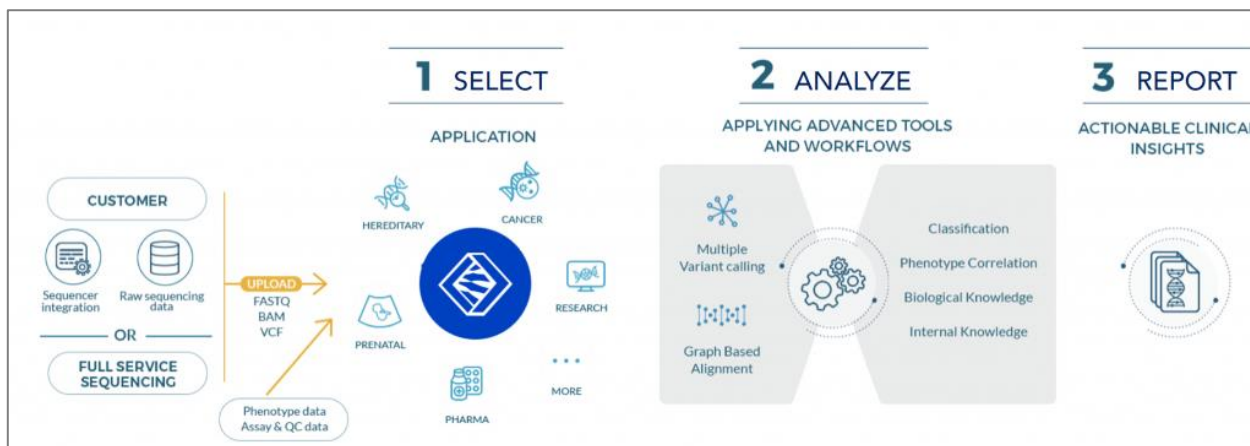 1 SELECT
APPLICATION
CUSTOMER
Sequencer
integration
Raw sequencing
data
OR
FULL SERVICE
SEQUENCING
UPLOAD
FASTQ
BAM
VCF
Phenotype data
Assay & QC data
HEREDITARY
CANCER
RESEARCH
PRENATAL
PHARMA
MORE
2 ANALYZE
APPLYING ADVANCED TOOLS
AND WORKFLOWS
Multiple
Variant calling
Graph Based
Alignment
Classification
Phenotype Correlation
Biological Knowledge
Internal Knowledge
3 REPORT
ACTIONABLE CLINICA
INSIGHTS